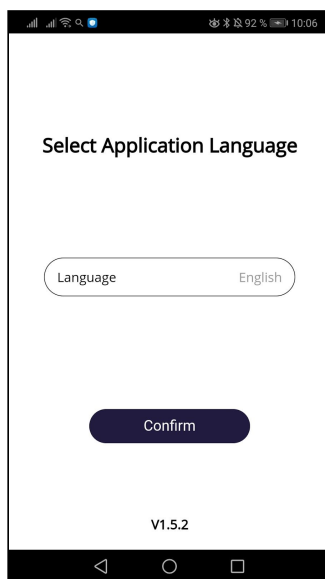 92 % 10:06
Select Application Language
Language English
Confirm
V1.5.2